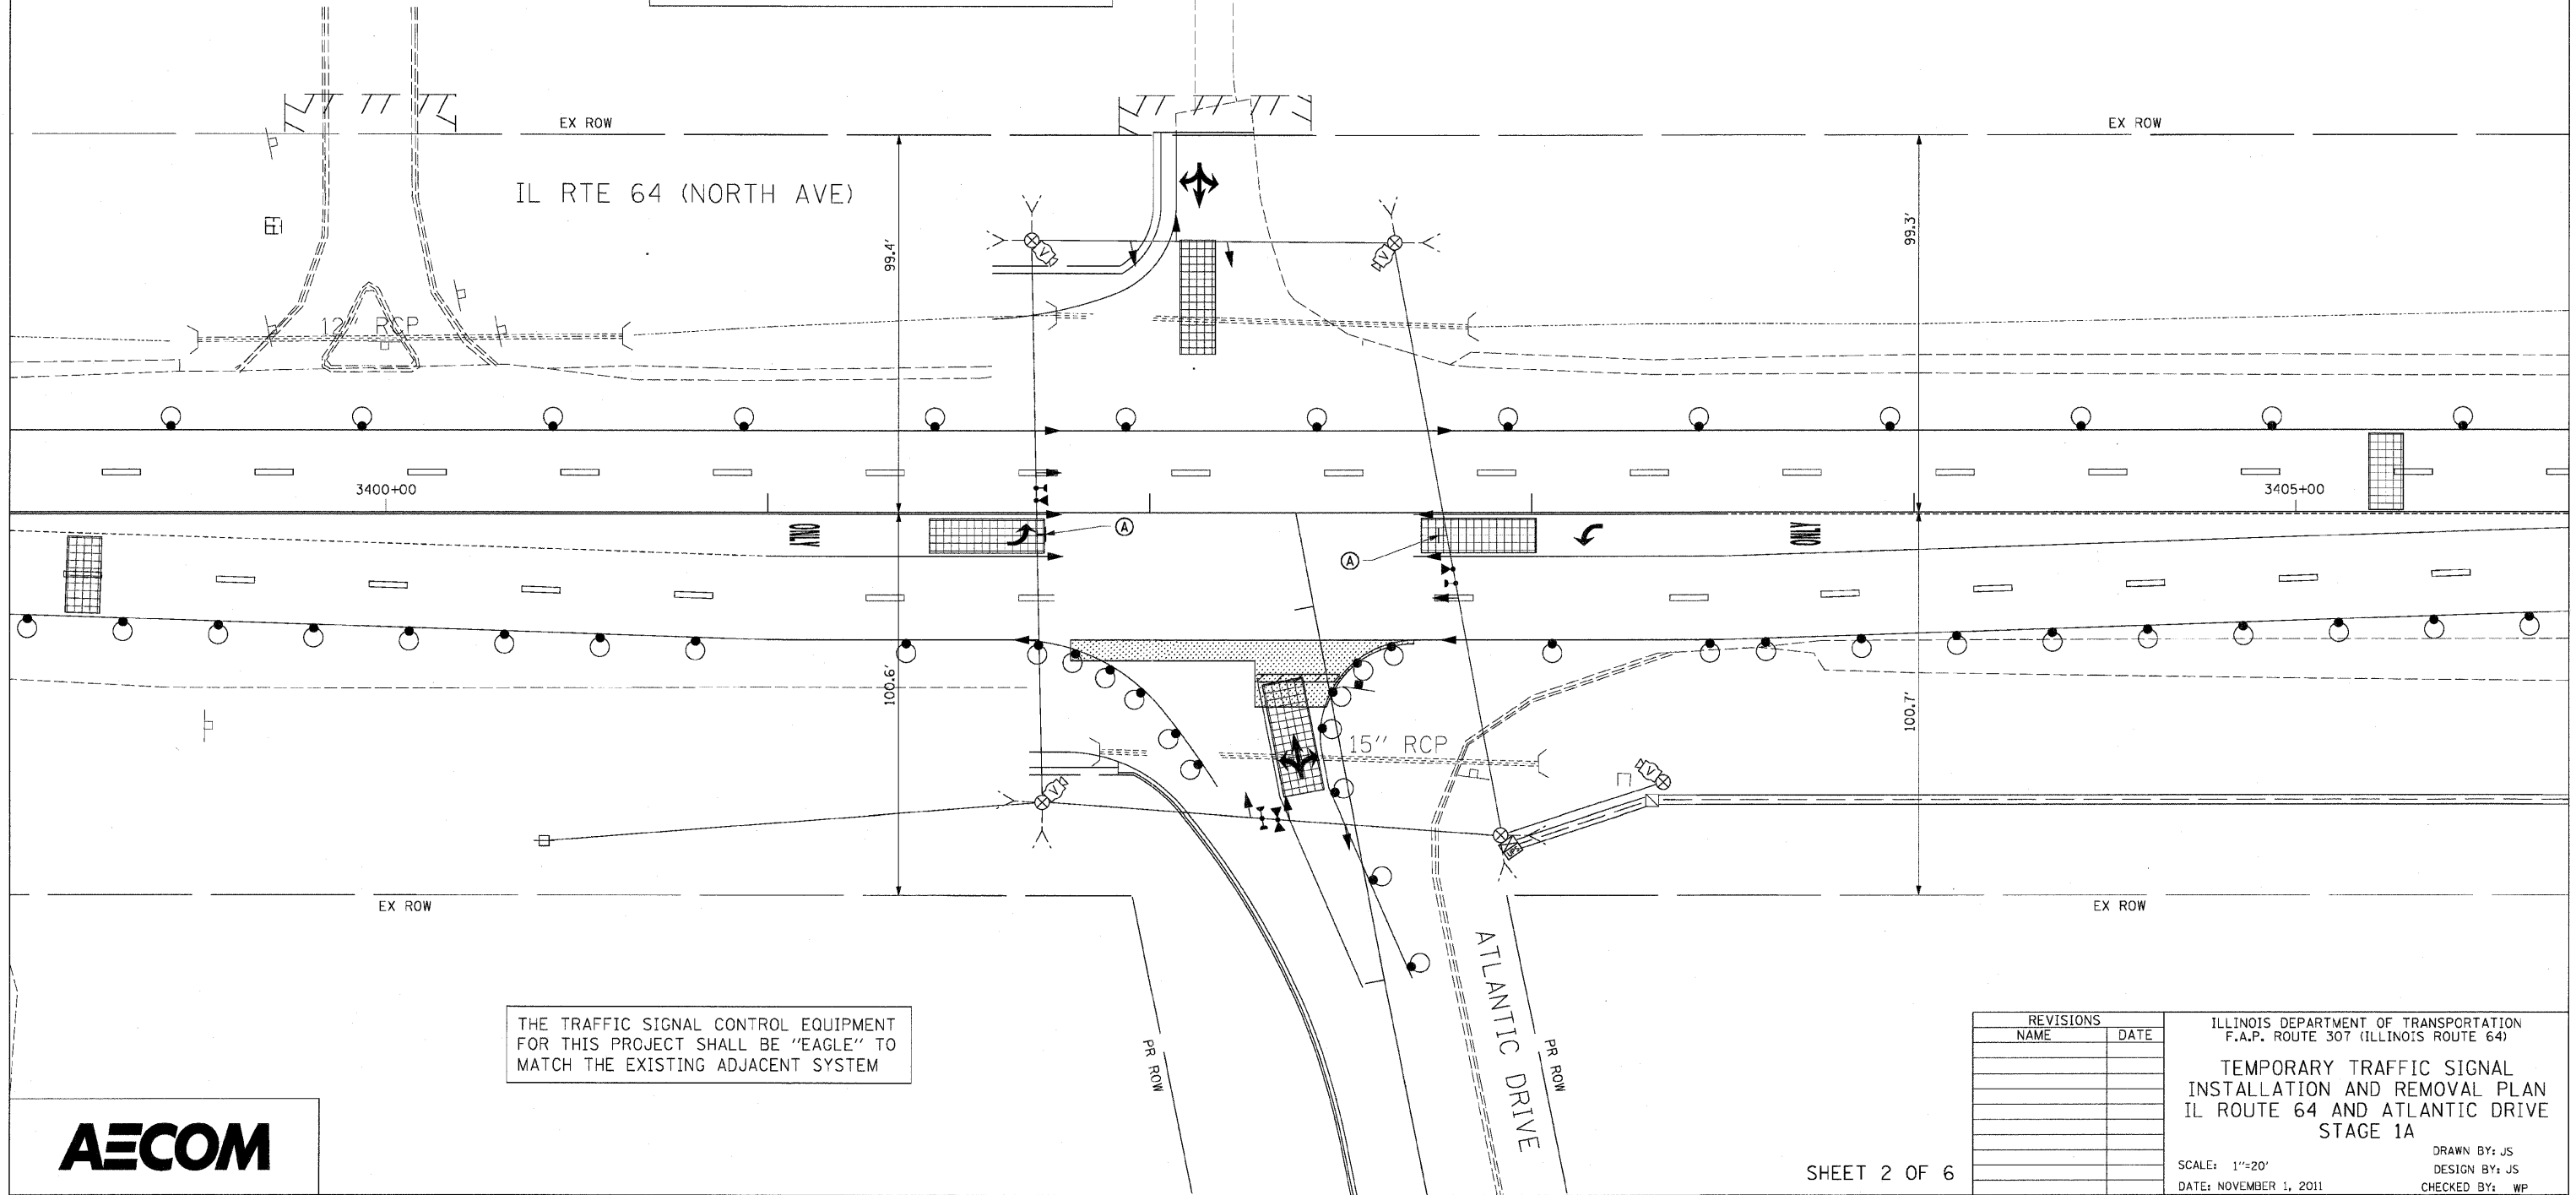 EX ROW
EX ROW
IL RTE 64 (NORTH AVE)
99.4'
99.3'
V
V
12" RCP
3400+00
3405+00
ONLY
A
A
ONLY
100.6'
100.7'
15" RCP
V
V
UPS
EX ROW
EX ROW
ATLANTIC DRIVE
PR ROW
PR ROW
THE TRAFFIC SIGNAL CONTROL EQUIPMENT
FOR THIS PROJECT SHALL BE "EAGLE" TO
MATCH THE EXISTING ADJACENT SYSTEM
AECOM
SHEET 2 OF 6
REVISIONS
NAME DATE
ILLINOIS DEPARTMENT OF TRANSPORTATION
F.A.P. ROUTE 307 (ILLINOIS ROUTE 64)
TEMPORARY TRAFFIC SIGNAL
INSTALLATION AND REMOVAL PLAN
IL ROUTE 64 AND ATLANTIC DRIVE
STAGE 1A
DRAWN BY: JS
SCALE: 1"=20'
DESIGN BY: JS
DATE: NOVEMBER 1, 2011
CHECKED BY: WP